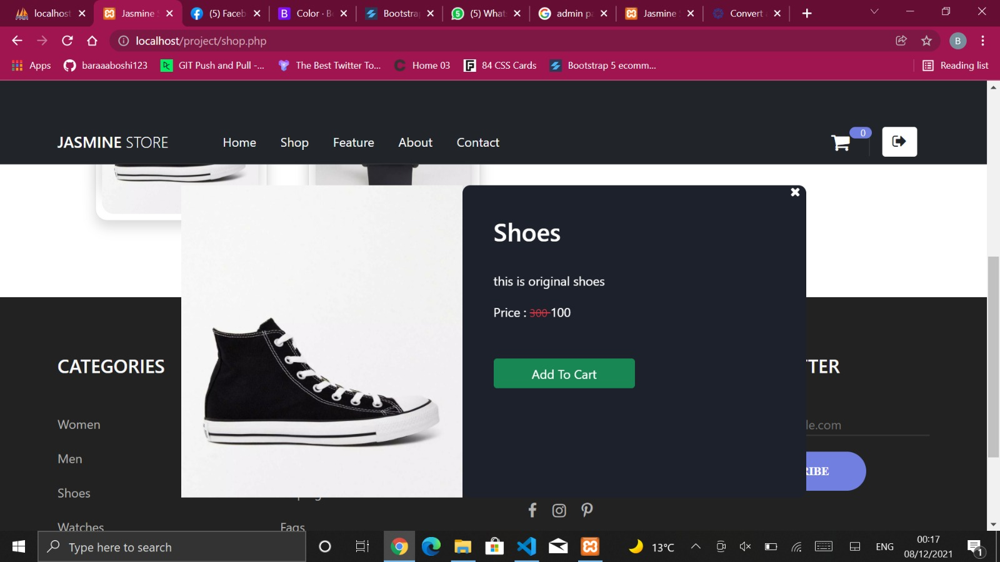 localhost
Jasmine
(5) Faceb
Color · B
Bootstra
(5) What
admin p
Jasmine
Convert
localhost/project/shop.php
B
Apps
baraaaboshi123
GIT Push and Pull -...
The Best Twitter To...
Home 03
84 CSS Cards
Bootstrap 5 ecomm...
Reading list
JASMINE STORE
Home
Shop
Feature
About
Contact
0
Shoes
this is original shoes
Price : 300 100
Add To Cart
CATEGORIES
TTER
Women
le.com
Men
RIBE
Shoes
Watches
Faqs
Type here to search
13°C
ENG
00:17
08/12/2021
1